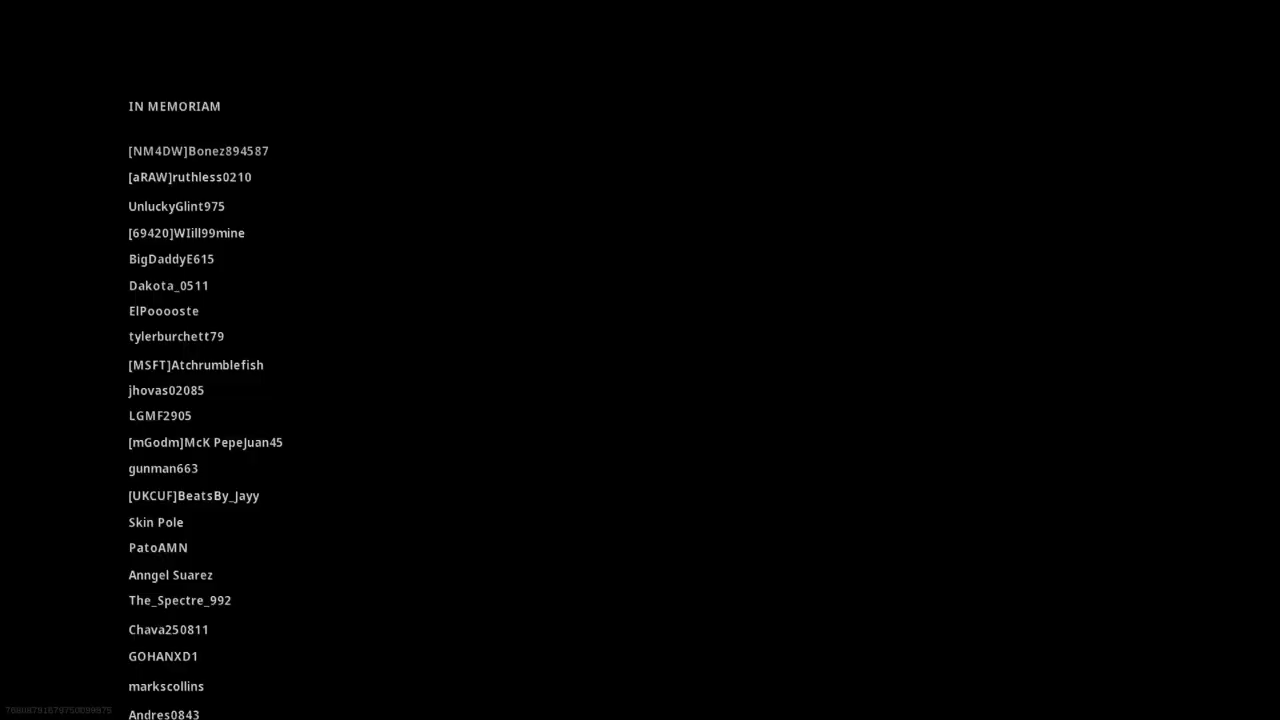 IN MEMORIAM
[NM4DW]Bonez894587
[aRAW]ruthless0210
UnluckyGlint975
[69420]WIill99mine
BigDaddyE615
Dakota_0511
ElPooooste
tylerburchett79
[MSFT]Atchrumblefish
jhovas02085
LGMF2905
[mGodm]McK PepeJuan45
gunman663
[UKCUF]BeatsBy_Jayy
Skin Pole
PatoAMN
Anngel Suarez
The_Spectre_992
Chava250811
GOHANXD1
markscollins
Andres0843